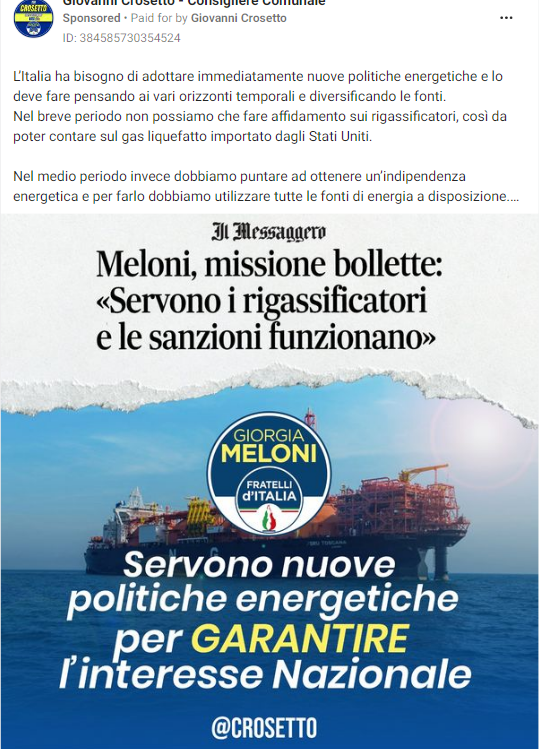 Giovanni Crosetto - Consigliere Comunale
Sponsored • Paid for by Giovanni Crosetto
ID: 384585730354524
L'Italia ha bisogno di adottare immediatamente nuove politiche energetiche e lo
deve fare pensando ai vari orizzonti temporali e diversificando le fonti.
Nel breve periodo non possiamo che fare affidamento sui rigassificatori, così da
poter contare sul gas liquefatto importato dagli Stati Uniti.
Nel medio periodo invece dobbiamo puntare ad ottenere un'indipendenza
energetica e per farlo dobbiamo utilizzare tutte le fonti di energia a disposizione....
Il Messaggero
Meloni, missione bollette:
«Servono i rigassificatori
e le sanzioni funzionano»
GIORGIA
MELONI
FRATELLI
d'ITALIA
Servono nuove
politiche energetiche
per GARANTIRE
l'interesse Nazionale
@CROSETTO